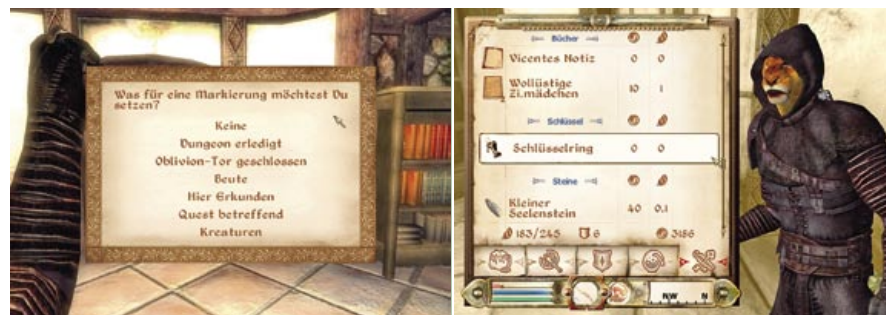 Was für eine Markierung möchtest Du
setzen?
Keine
Dungeon erledigt
Oblivion-Tor geschlossen
Beute
Hier Erkunden
Quest betreffend
Kreaturen
Bücher
Vicentes Notiz 0 0
Wollüstige
Zi.mädchen 10 1
Schlüssel
Schlüsselring 0 0
Steine
Kleiner
Seelenstein 40 0.1
183/245 6 3186
NW N